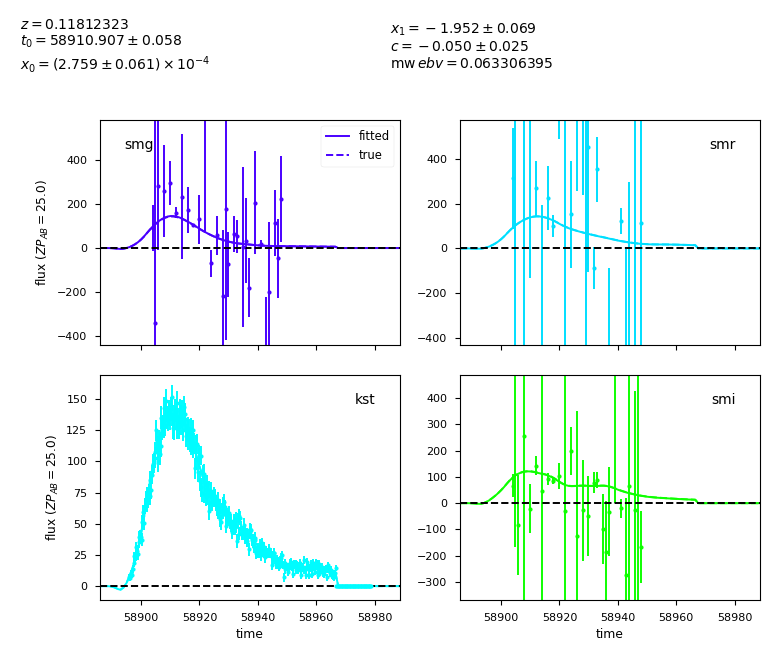 z = 0.11812323
t₀ = 58910.907 ± 0.058
x₀ = (2.759 ± 0.061) × 10⁻⁴
x₁ = −1.952 ± 0.069
c = −0.050 ± 0.025
mw ebv = 0.063306395
smg
fitted
true
400
200
0
−200
−400
flux (ZP_AB = 25.0)
smr
400
200
0
−200
−400
kst
150
125
100
75
50
25
0
flux (ZP_AB = 25.0)
58900 58920 58940 58960 58980
time
smi
400
300
200
100
0
−100
−200
−300
58900 58920 58940 58960 58980
time